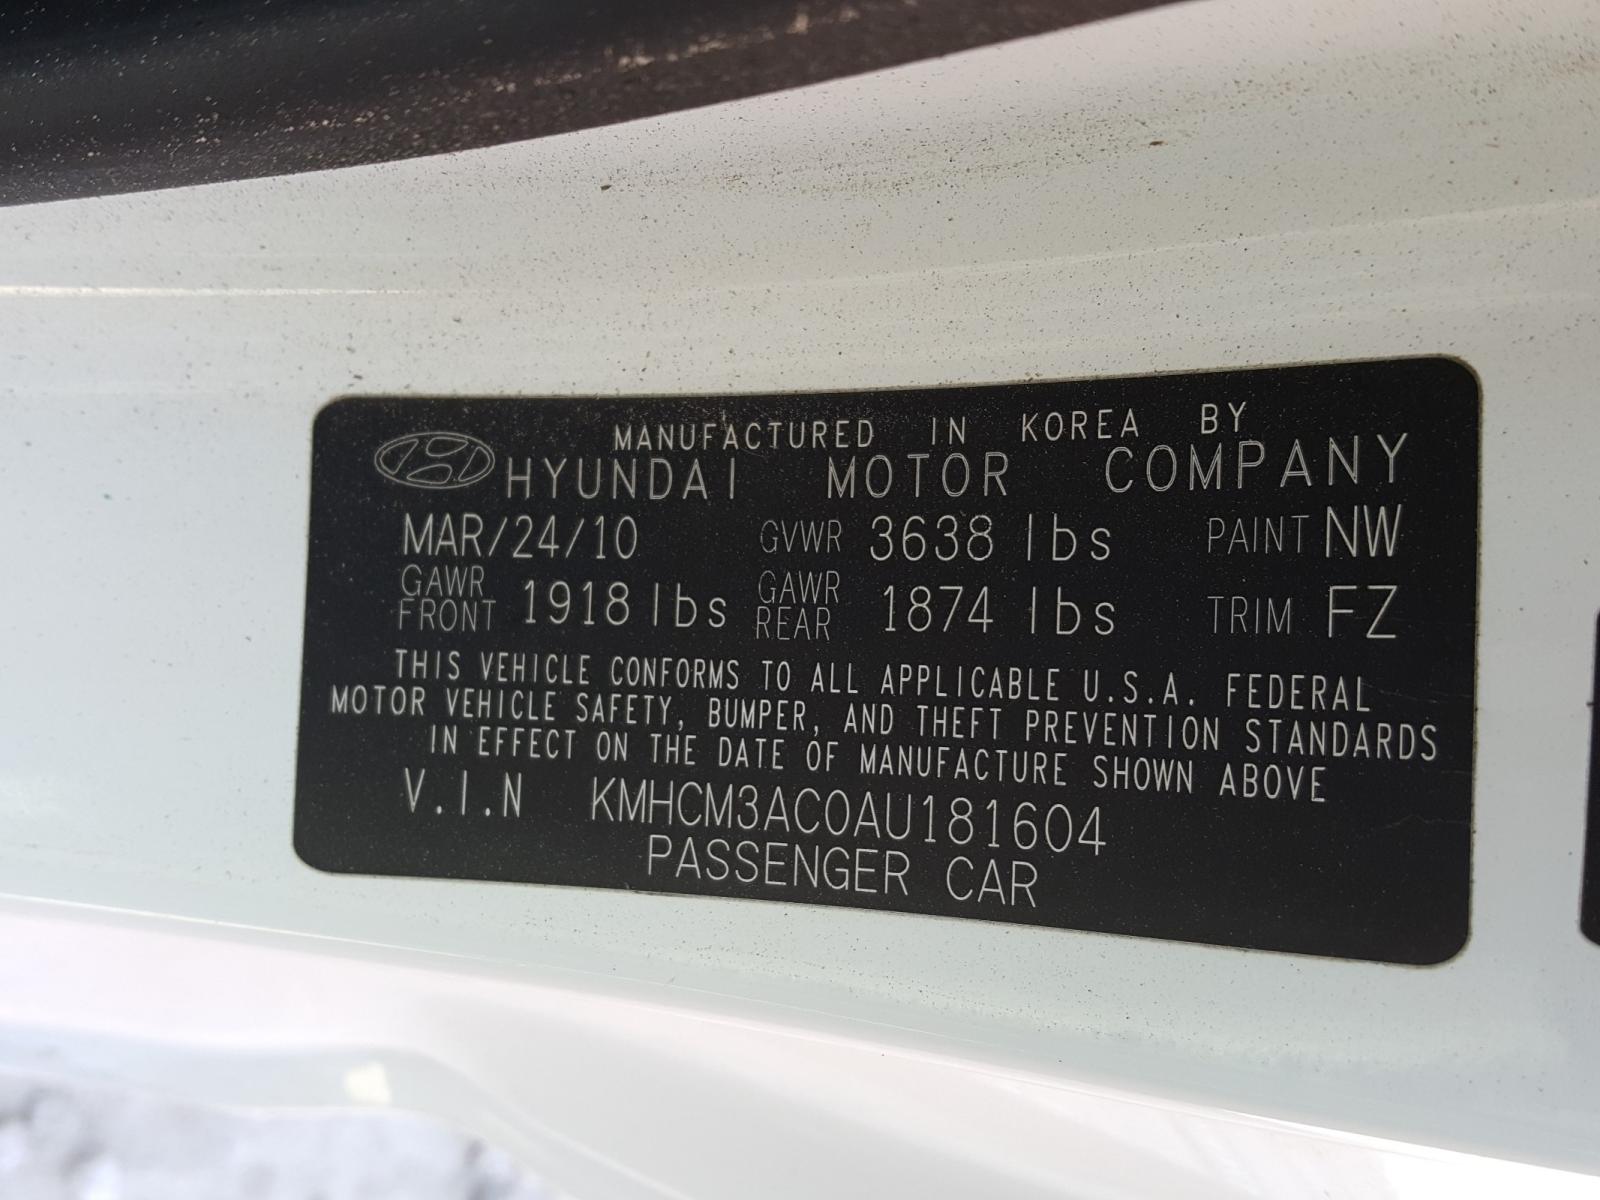 MANUFACTURED IN KOREA BY
HYUNDAI MOTOR COMPANY
MAR/24/10 GVWR 3638 lbs PAINT NW
GAWR FRONT 1918 lbs GAWR REAR 1874 lbs TRIM FZ
THIS VEHICLE CONFORMS TO ALL APPLICABLE U.S.A. FEDERAL
MOTOR VEHICLE SAFETY, BUMPER, AND THEFT PREVENTION STANDARDS
IN EFFECT ON THE DATE OF MANUFACTURE SHOWN ABOVE
V.I.N KMHCM3AC0AU181604
PASSENGER CAR